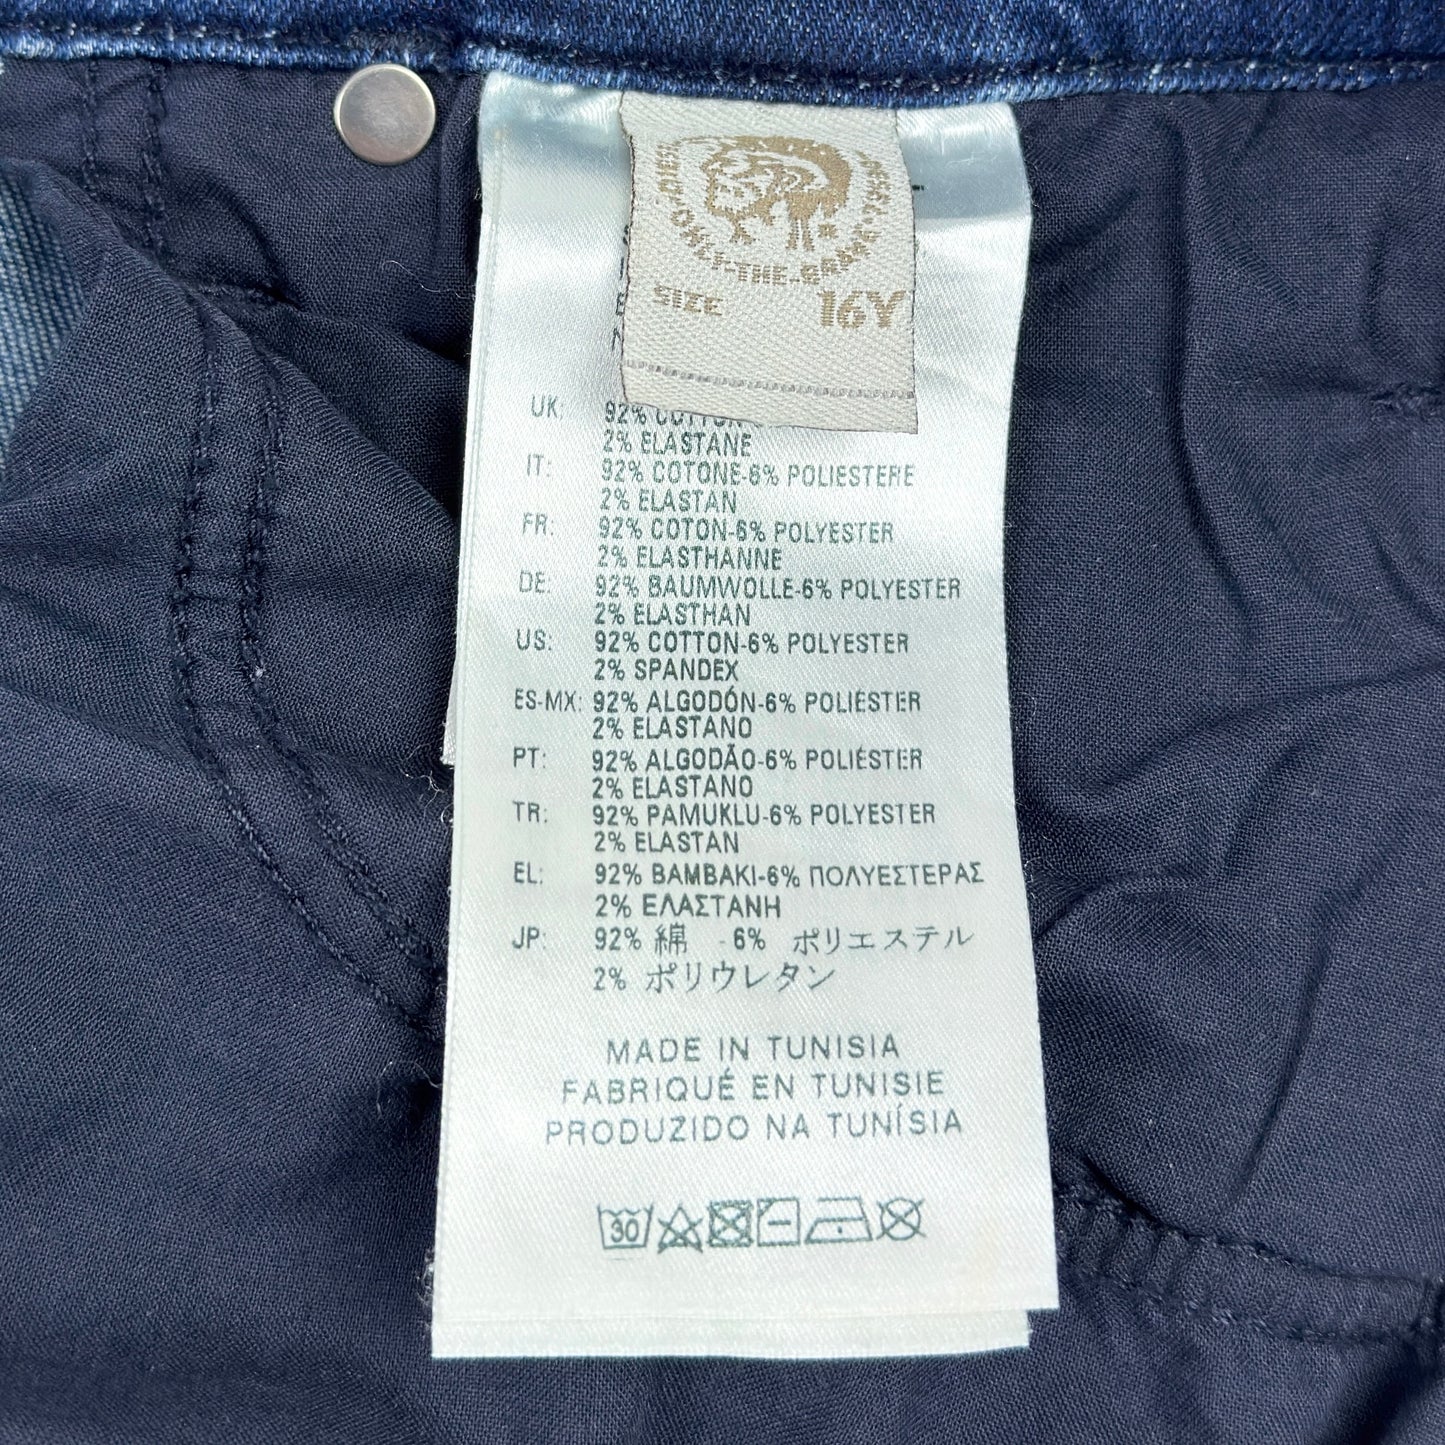 ONLY-THE-BRAVE
SIZE 16Y
UK: 92% COTTON
2% ELASTANE
IT: 92% COTONE-6% POLIESTERE
2% ELASTAN
FR: 92% COTON-6% POLYESTER
2% ELASTHANNE
DE: 92% BAUMWOLLE-6% POLYESTER
2% ELASTHAN
US: 92% COTTON-6% POLYESTER
2% SPANDEX
ES-MX: 92% ALGODÓN-6% POLIÉSTER
2% ELASTANO
PT: 92% ALGODÃO-6% POLIÉSTER
2% ELASTANO
TR: 92% PAMUKLU-6% POLYESTER
2% ELASTAN
EL: 92% ΒΑΜΒΑΚΙ-6% ΠΟΛΥΕΣΤΕΡΑΣ
2% ΕΛΑΣΤΑΝΗ
JP: 92% 綿 -6% ポリエステル
2% ポリウレタン
MADE IN TUNISIA
FABRIQUÉ EN TUNISIE
PRODUZIDO NA TUNÍSIA
30